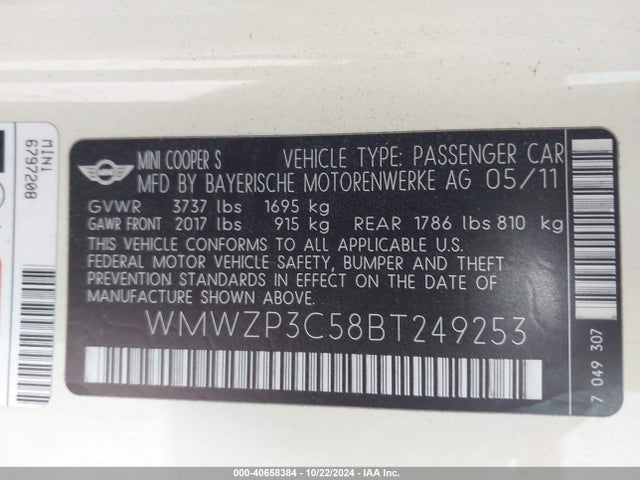 MINI
6797208
MINI
MINI COOPER S VEHICLE TYPE: PASSENGER CAR
MFD BY BAYERISCHE MOTORENWERKE AG 05/11
GVWR 3737 lbs 1695 kg
GAWR FRONT 2017 lbs 915 kg REAR 1786 lbs 810 kg
THIS VEHICLE CONFORMS TO ALL APPLICABLE U.S.
FEDERAL MOTOR VEHICLE SAFETY, BUMPER AND THEFT
PREVENTION STANDARDS IN EFFECT ON THE DATE OF
MANUFACTURE SHOWN ABOVE.
WMWZP3C58BT249253
7 049 307
000-40658384 | 10/22/2024 - IAA Branch